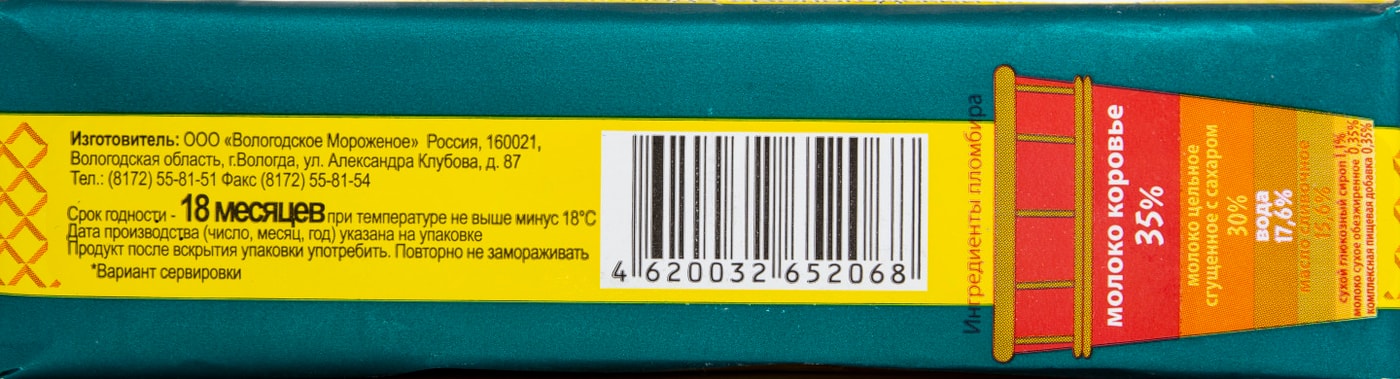 Изготовитель: ООО «Вологодское Мороженое» Россия, 160021,
Вологодская область, г.Вологда, ул. Александра Клубова, д. 87
Тел.: (8172) 55-81-51 Факс (8172) 55-81-54
Срок годности - 18 месяцев при температуре не выше минус 18°С
Дата производства (число, месяц, год) указана на упаковке
Продукт после вскрытия упаковки употребить. Повторно не замораживать
*Вариант сервировки
4 620032 652068
Ингредиенты пломбира
молоко коровье
35%
молоко цельное
сгущенное с сахаром
30%
вода
17,6%
масло сливочное
15,6%
сухой глюкозный сироп 1,1%
молоко сухое обезжиренное 0,35%
комплексная пищевая добавка 0,35%